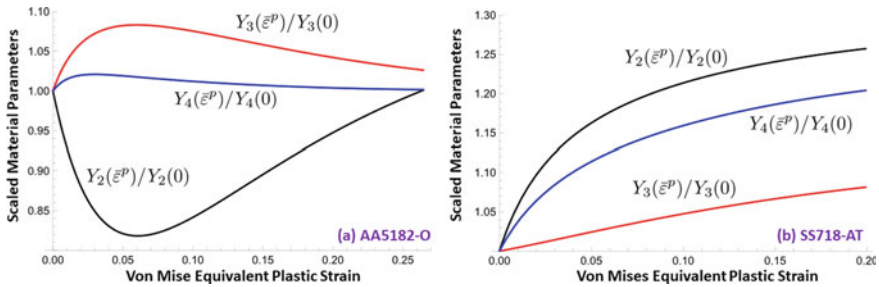 Scaled Material Parameters
1.10
1.05
1.00
0.95
0.90
0.85
Y₃(ε̄ᵖ)/Y₃(0)
Y₄(ε̄ᵖ)/Y₄(0)
Y₂(ε̄ᵖ)/Y₂(0)
(a) AA5182-O
0.00 0.05 0.10 0.15 0.20 0.25
Von Mise Equivalent Plastic Strain
Scaled Material Parameters
1.30
1.25
1.20
1.15
1.10
1.05
Y₂(ε̄ᵖ)/Y₂(0)
Y₄(ε̄ᵖ)/Y₄(0)
Y₃(ε̄ᵖ)/Y₃(0)
(b) SS718-AT
0.00 0.05 0.10 0.15 0.20
Von Mises Equivalent Plastic Strain